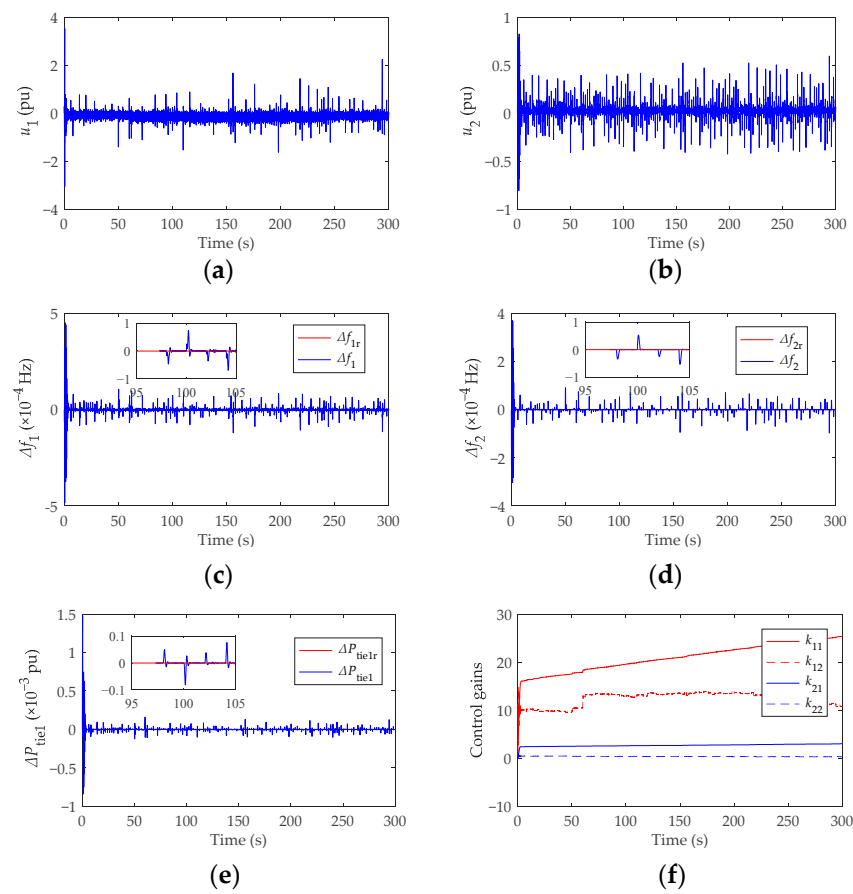 4
2
0
−2
−4
0 50 100 150 200 250 300
u1 (pu)
Time (s)
(a)
1
0.5
0
−0.5
−1
0 50 100 150 200 250 300
u2 (pu)
Time (s)
(b)
5
0
-5
0 50 100 150 200 250 300
Δf1 (×10−4 Hz)
Time (s)
1
0
−1
95 100 105
Δf1r
Δf1
(c)
4
2
0
−2
−4
0 50 100 150 200 250 300
Δf2 (×10−4 Hz)
Time (s)
1
0
−1
95 100 105
Δf2r
Δf2
(d)
1.5
1
0.5
0
−0.5
−1
0 50 100 150 200 250 300
ΔPtie1 (×10−3 pu)
Time (s)
0.1
0
−0.1
95 100 105
ΔPtie1r
ΔPtie1
(e)
30
20
10
0
−10
0 50 100 150 200 250 300
Control gains
Time (s)
k11
k12
k21
k22
(f)